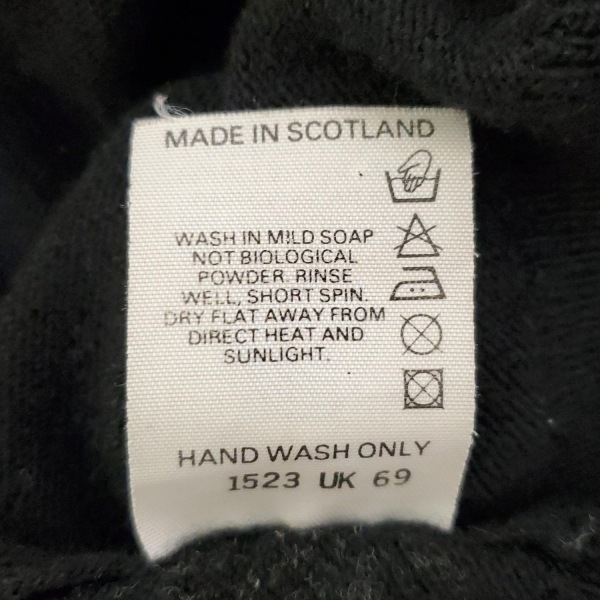 MADE IN SCOTLAND
WASH IN MILD SOAP
NOT BIOLOGICAL
POWDER. RINSE
WELL, SHORT SPIN.
DRY FLAT AWAY FROM
DIRECT HEAT AND
SUNLIGHT.
HAND WASH ONLY
1523 UK 69